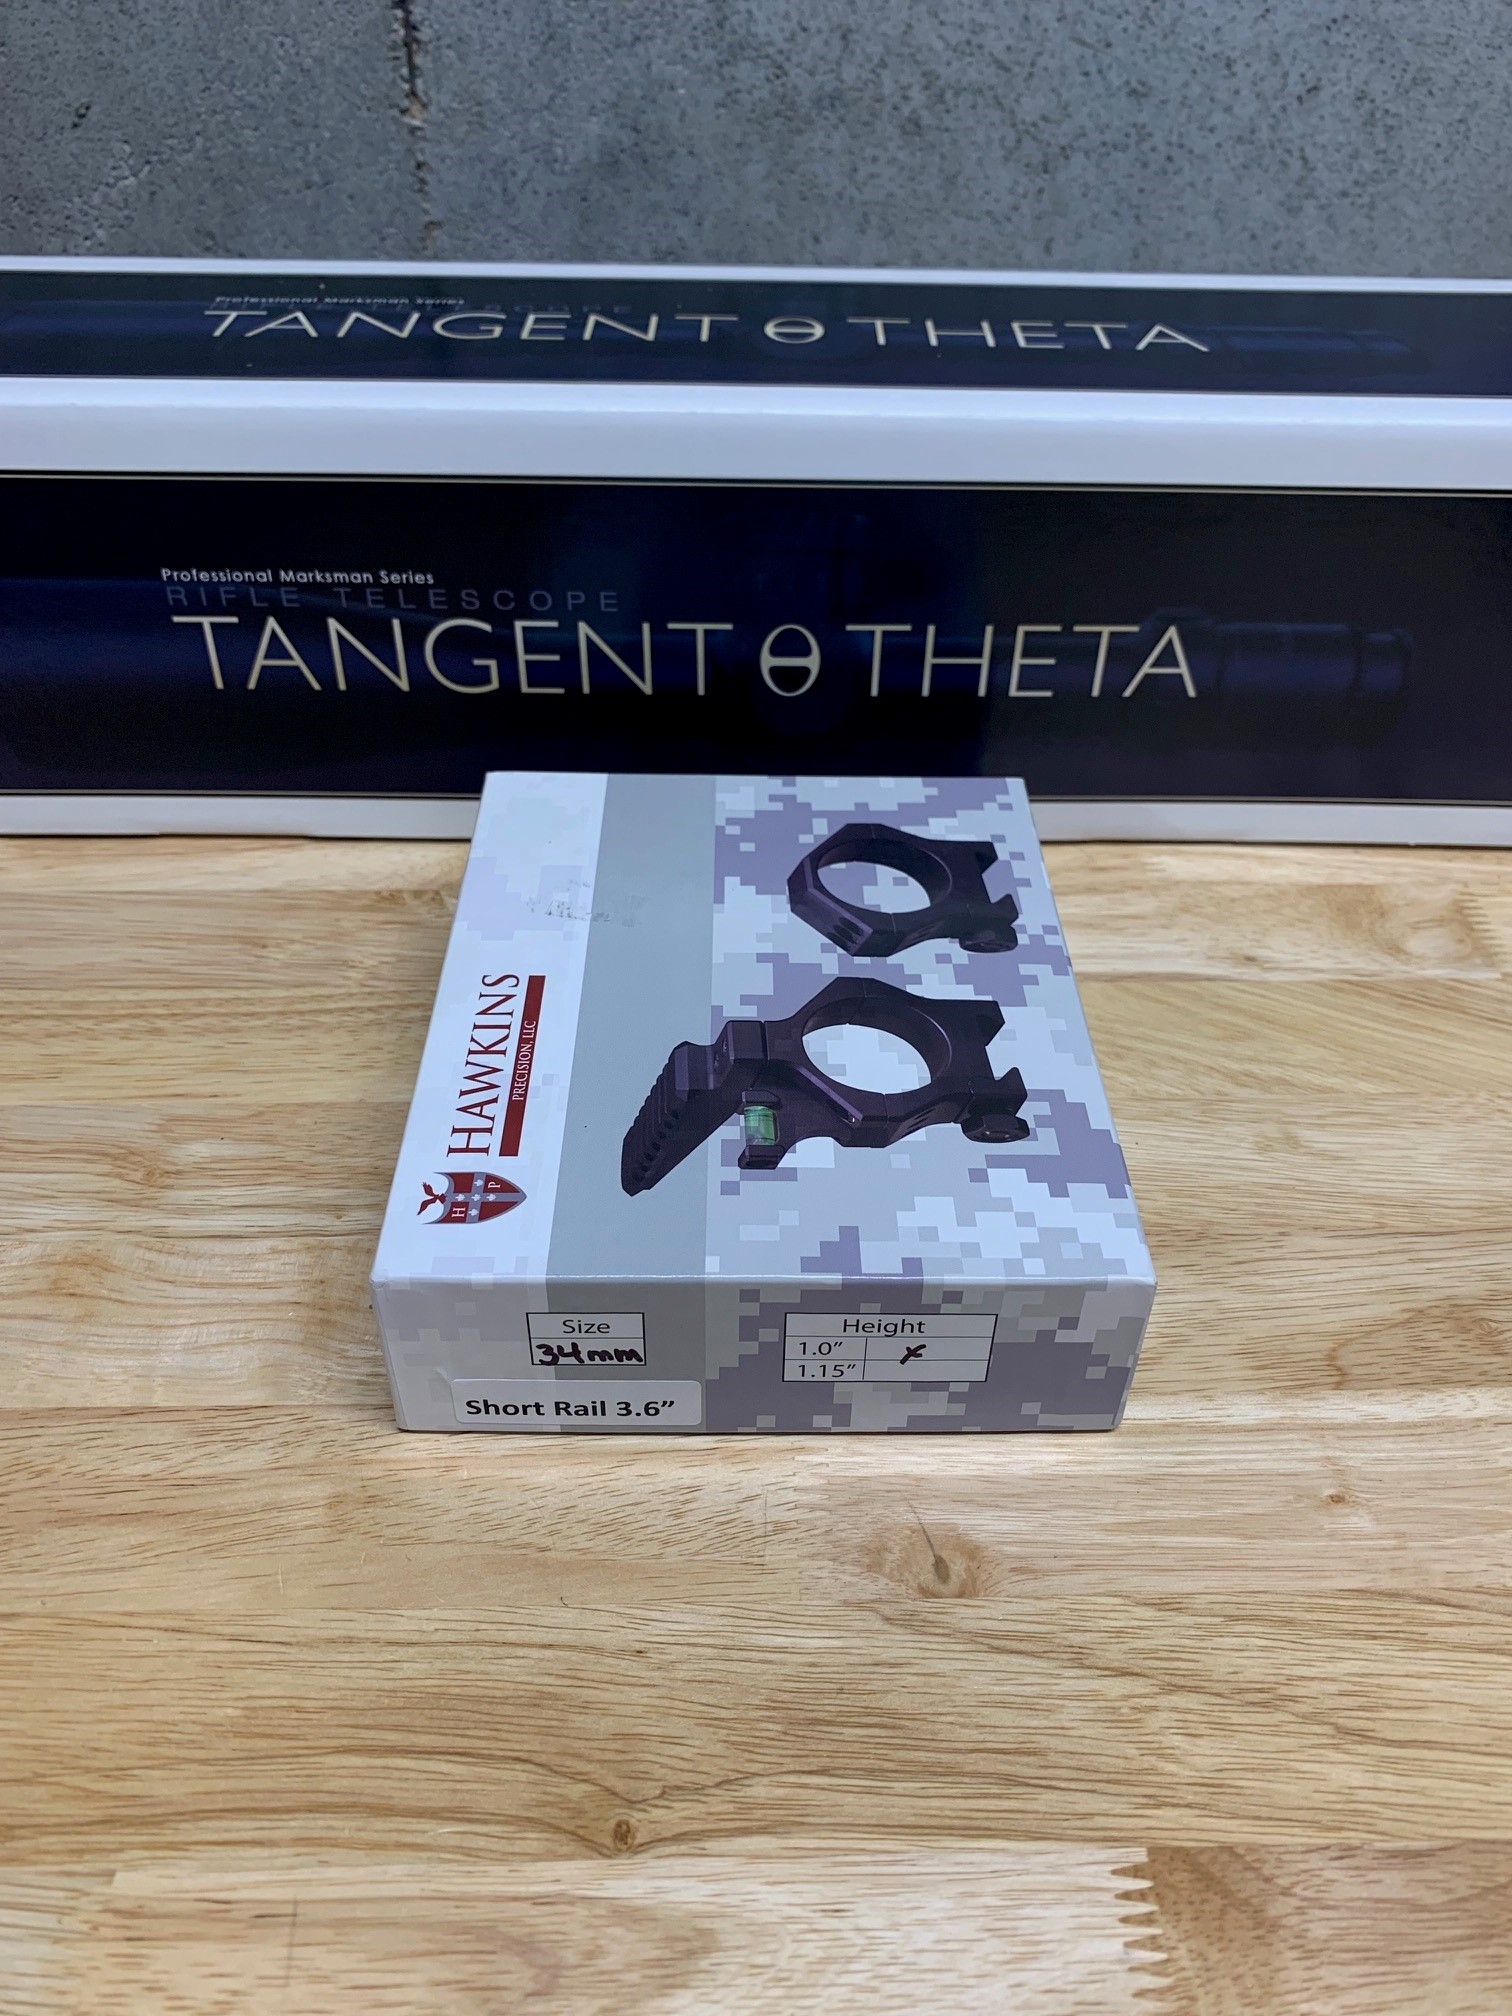 Professional Marksman Series
TANGENT θ THETA
Professional Marksman Series
RIFLE TELESCOPE
TANGENT θ THETA
HAWKINS
PRECISION, LLC
H P
Size
34mm
Height
1.0” x
1.15”
Short Rail 3.6”